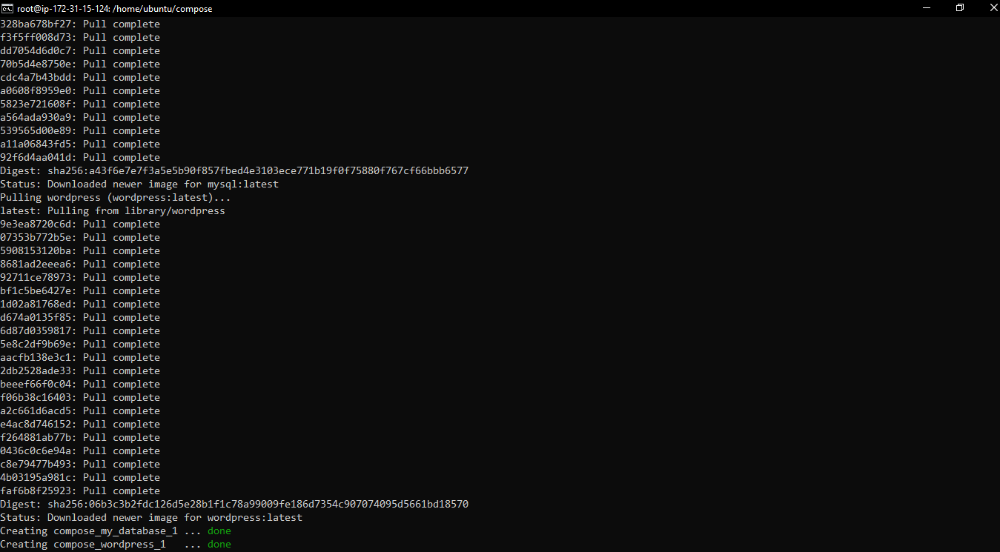 root@ip-172-31-15-124: /home/ubuntu/compose
328ba678bf27: Pull complete
f3f5ff008d73: Pull complete
dd7054d6d0c7: Pull complete
70b5d4e8750e: Pull complete
cdc4a7b43bdd: Pull complete
a0608f8959e0: Pull complete
5823e721608f: Pull complete
a564ada930a9: Pull complete
539565d00e89: Pull complete
a11a06843fd5: Pull complete
92f6d4aa041d: Pull complete
Digest: sha256:a43f6e7e7f3a5e5b90f857fbed4e3103ece771b19f0f75880f767cf66bbb6577
Status: Downloaded newer image for mysql:latest
Pulling wordpress (wordpress:latest)...
latest: Pulling from library/wordpress
9e3ea8720c6d: Pull complete
07353b772b5e: Pull complete
5908153120ba: Pull complete
8681ad2eeea6: Pull complete
92711ce78973: Pull complete
bf1c5be6427e: Pull complete
1d02a81768ed: Pull complete
d674a0135f85: Pull complete
6d87d0359817: Pull complete
5e8c2df9b69e: Pull complete
aacfb138e3c1: Pull complete
2db2528ade33: Pull complete
beeef66f0c04: Pull complete
f06b38c16403: Pull complete
a2c661d6acd5: Pull complete
e4ac8d746152: Pull complete
f264881ab77b: Pull complete
0436c0c6e94a: Pull complete
c8e79477b493: Pull complete
4b03195a981c: Pull complete
faf6b8f25923: Pull complete
Digest: sha256:06b3c3b2fdc126d5e28b1f1c78a99009fe186d7354c907074095d5661bd18570
Status: Downloaded newer image for wordpress:latest
Creating compose_my_database_1 ... done
Creating compose_wordpress_1   ... done